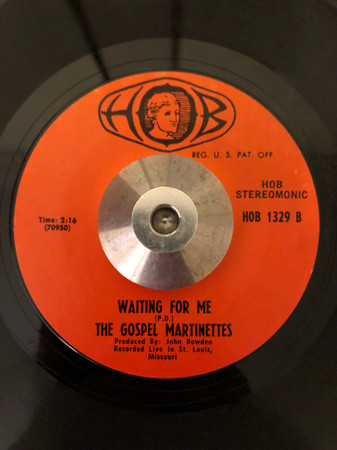 HOB
REG. U. S. PAT. OFF.
HOB
STEREOMONIC
Time: 2:16
(70950)
HOB 1329 B
WAITING FOR ME
(P.D.)
THE GOSPEL MARTINETTES
Produced By: John Bowden
Recorded Live In St. Louis,
Missouri